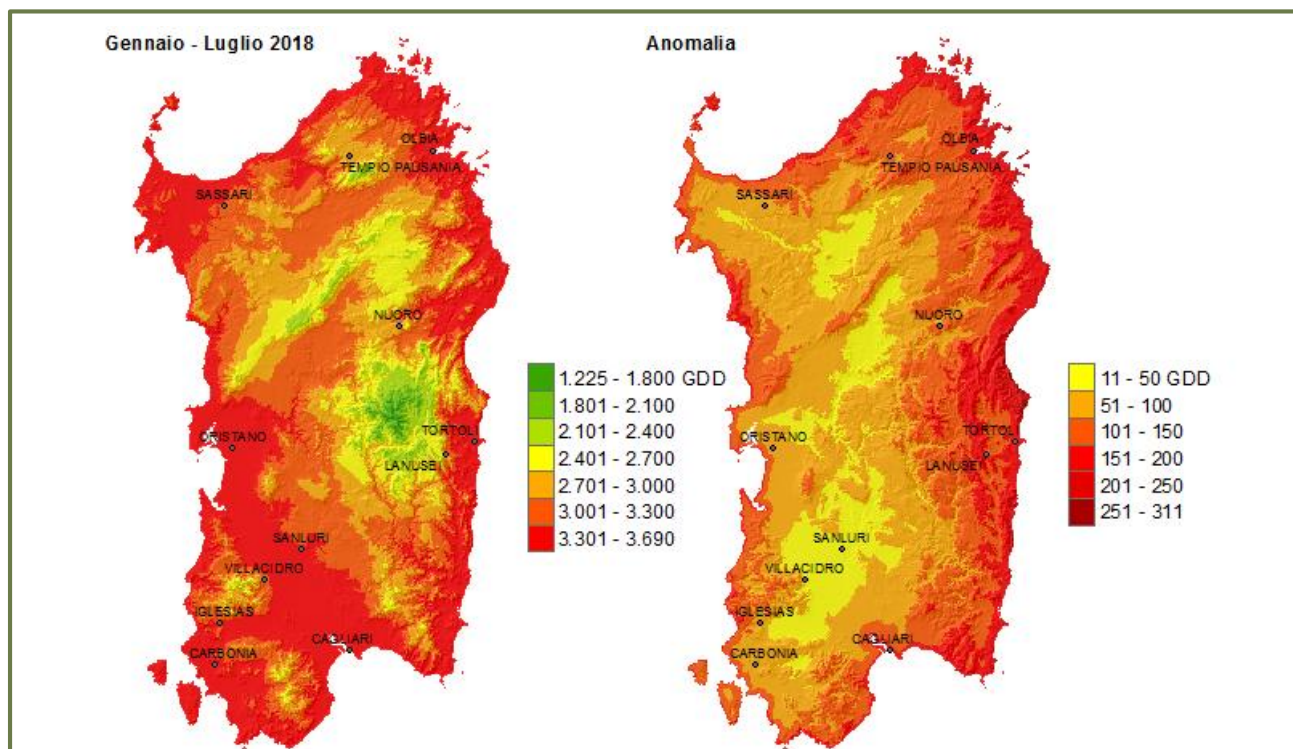 Gennaio - Luglio 2018
OLBIA
TEMPIO PAUSANIA
SASSARI
NUORO
ORISTANO
TORTOLÌ
LANUSEI
SANLURI
VILLACIDRO
IGLESIAS
CAGLIARI
CARBONIA
1.225 - 1.800 GDD
1.801 - 2.100
2.101 - 2.400
2.401 - 2.700
2.701 - 3.000
3.001 - 3.300
3.301 - 3.690
Anomalia
OLBIA
TEMPIO PAUSANIA
SASSARI
NUORO
ORISTANO
TORTOLÌ
LANUSEI
SANLURI
VILLACIDRO
IGLESIAS
CAGLIARI
CARBONIA
11 - 50 GDD
51 - 100
101 - 150
151 - 200
201 - 250
251 - 311